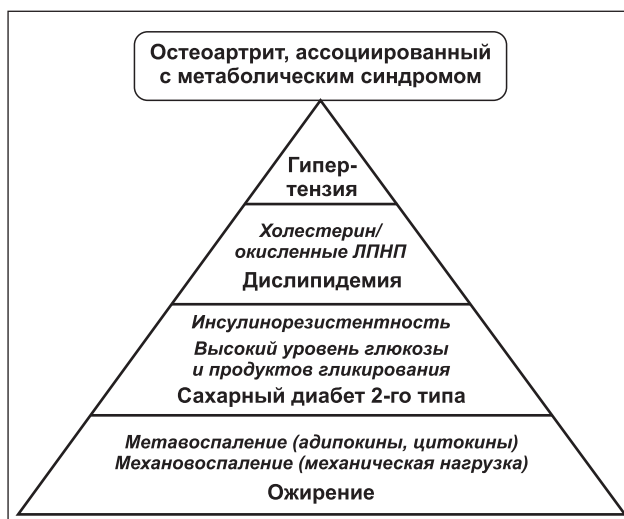 Остеоартрит, ассоциированный
с метаболическим синдромом
Гипер-
тензия
Холестерин/
окисленные ЛПНП
Дислипидемия
Инсулинорезистентность
Высокий уровень глюкозы
и продуктов гликирования
Сахарный диабет 2-го типа
Метавоспаление (адипокины, цитокины)
Механовоспаление (механическая нагрузка)
Ожирение